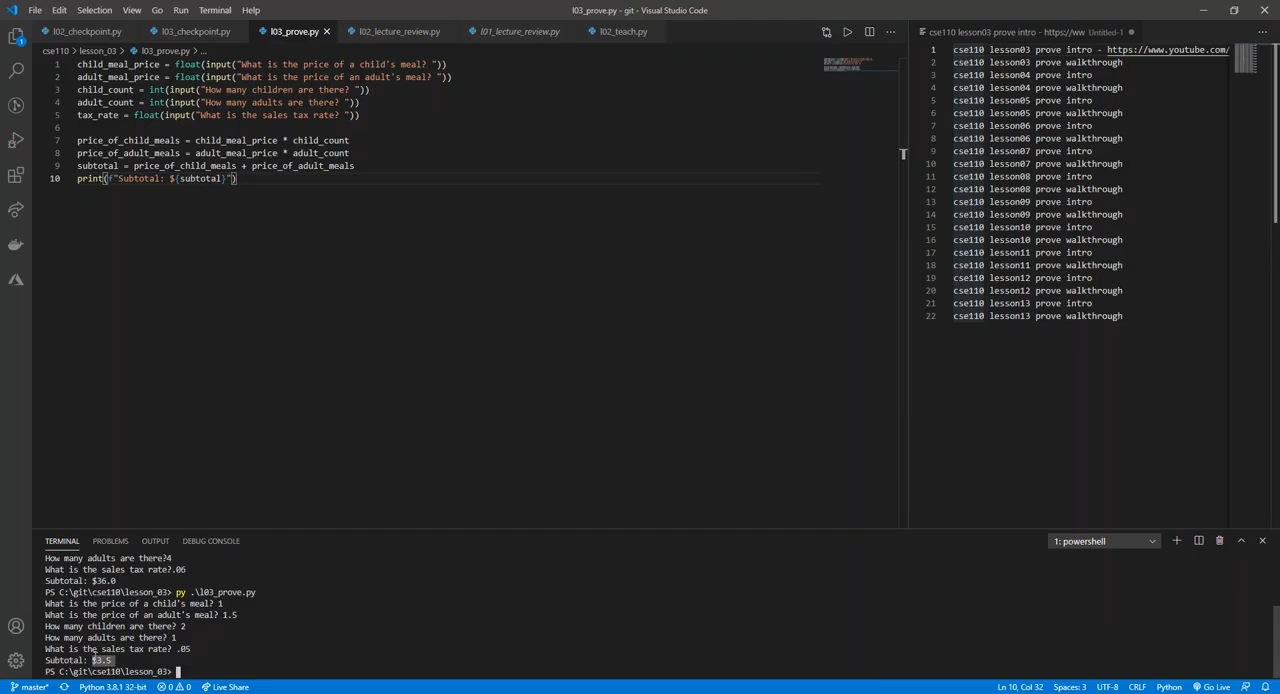 File Edit Selection View Go Run Terminal Help
l03_prove.py - git - Visual Studio Code
l02_checkpoint.py l03_checkpoint.py l03_prove.py l02_lecture_review.py l01_lecture_review.py l02_teach.py
cse110 > lesson_03 > l03_prove.py > ...
1 child_meal_price = float(input("What is the price of a child's meal? "))
2 adult_meal_price = float(input("What is the price of an adult's meal? "))
3 child_count = int(input("How many children are there? "))
4 adult_count = int(input("How many adults are there? "))
5 tax_rate = float(input("What is the sales tax rate? "))
6
7 price_of_child_meals = child_meal_price * child_count
8 price_of_adult_meals = adult_meal_price * adult_count
9 subtotal = price_of_child_meals + price_of_adult_meals
10 print(f"Subtotal: ${subtotal}")
cse110 lesson03 prove intro - https://ww Untitled-1
1 cse110 lesson03 prove intro - https://www.youtube.com/
2 cse110 lesson03 prove walkthrough
3 cse110 lesson04 prove intro
4 cse110 lesson04 prove walkthrough
5 cse110 lesson05 prove intro
6 cse110 lesson05 prove walkthrough
7 cse110 lesson06 prove intro
8 cse110 lesson06 prove walkthrough
9 cse110 lesson07 prove intro
10 cse110 lesson07 prove walkthrough
11 cse110 lesson08 prove intro
12 cse110 lesson08 prove walkthrough
13 cse110 lesson09 prove intro
14 cse110 lesson09 prove walkthrough
15 cse110 lesson10 prove intro
16 cse110 lesson10 prove walkthrough
17 cse110 lesson11 prove intro
18 cse110 lesson11 prove walkthrough
19 cse110 lesson12 prove intro
20 cse110 lesson12 prove walkthrough
21 cse110 lesson13 prove intro
22 cse110 lesson13 prove walkthrough
TERMINAL PROBLEMS OUTPUT DEBUG CONSOLE
1: powershell
How many adults are there?4
What is the sales tax rate?.06
Subtotal: $36.0
PS C:\git\cse110\lesson_03> py .\l03_prove.py
What is the price of a child's meal? 1
What is the price of an adult's meal? 1.5
How many children are there? 2
How many adults are there? 1
What is the sales tax rate? .05
Subtotal: $3.5
PS C:\git\cse110\lesson_03>
master* Python 3.8.1 32-bit 0 0 Live Share
Ln 10, Col 32 Spaces: 3 UTF-8 CRLF Python Go Live